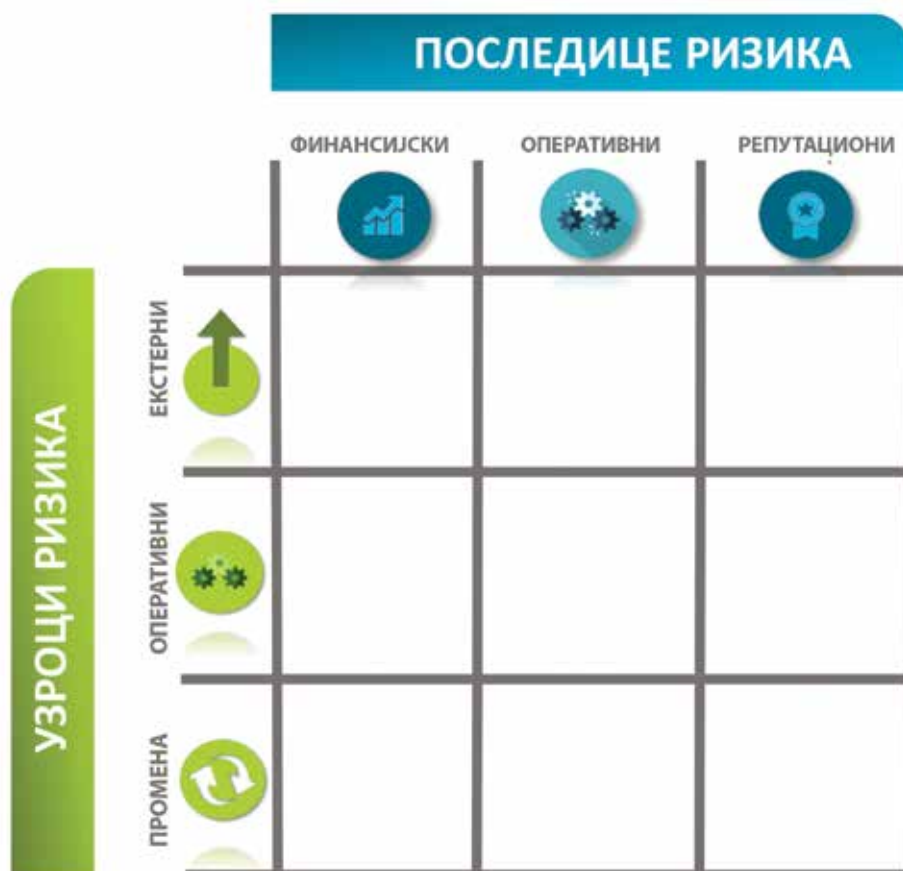 ПОСЛЕДИЦЕ РИЗИКА
ФИНАНСИЈСКИ
ОПЕРАТИВНИ
РЕПУТАЦИОНИ
УЗРОЦИ РИЗИКА
ЕКСТЕРНИ
ОПЕРАТИВНИ
ПРОМЕНА